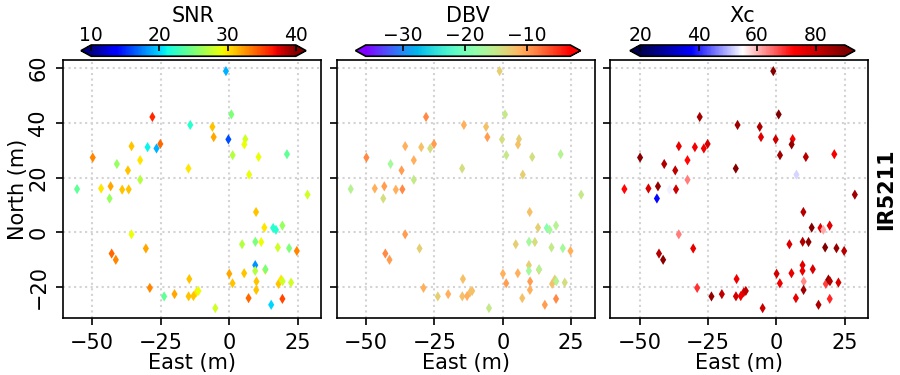 SNR DBV Xc
10 20 30 40 −30 −20 −10 20 40 60 80
60
40
20
0
−20
North (m)
IR5211
−50 −25 0 25 −50 −25 0 25 −50 −25 0 25
East (m) East (m) East (m)